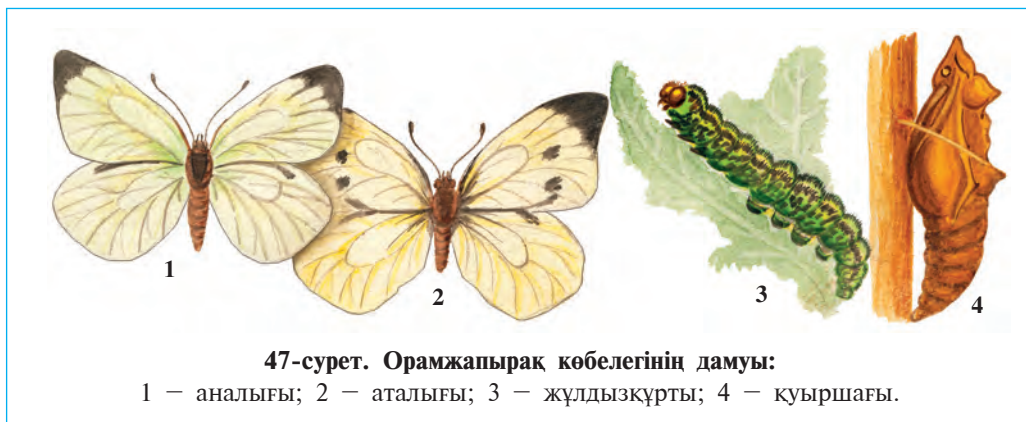 1
2
3
4
47-сурет. Орамжапырақ көбелегінің дамуы:
1 — аналығы; 2 — аталығы; 3 — жұлдызқұрты; 4 — қуыршағы.